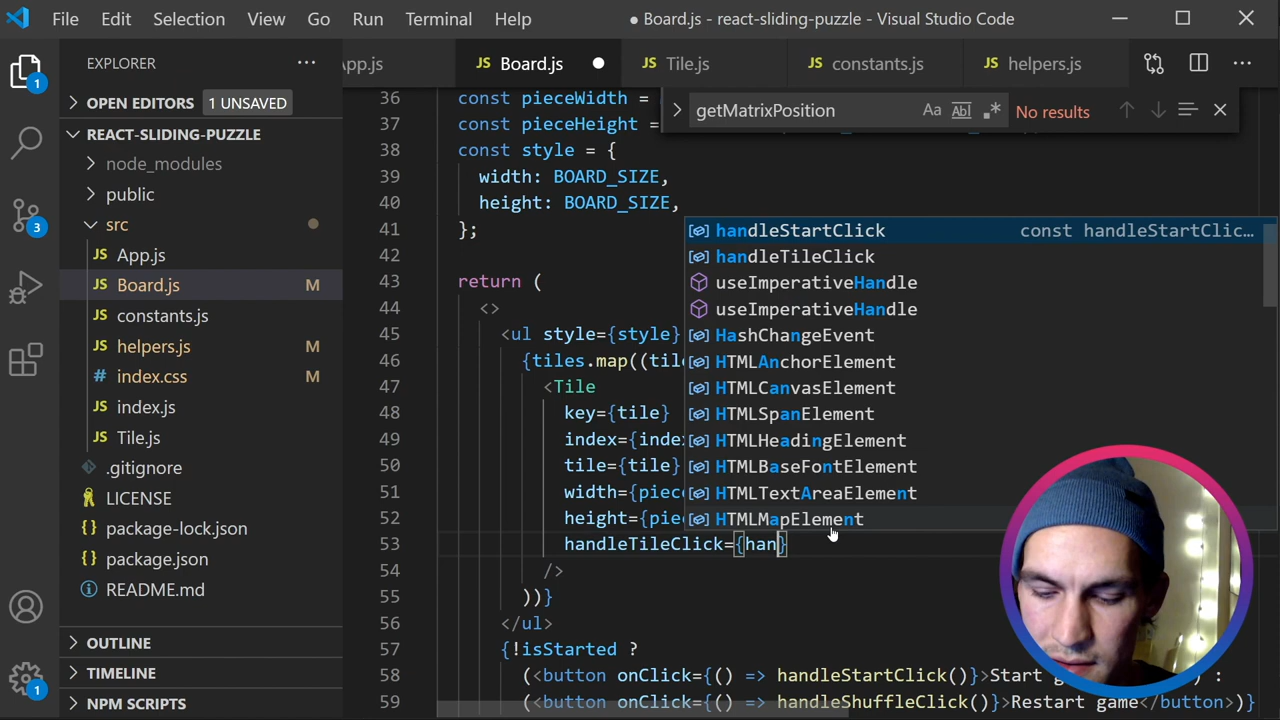 File Edit Selection View Go Run Terminal Help
● Board.js - react-sliding-puzzle - Visual Studio Code
EXPLORER
App.js
JS Board.js
JS Tile.js
JS constants.js
JS helpers.js
1
OPEN EDITORS 1 UNSAVED
REACT-SLIDING-PUZZLE
node_modules
public
src
JS App.js
JS Board.js M
JS constants.js
JS helpers.js M
# index.css M
JS index.js
JS Tile.js
.gitignore
LICENSE
{} package-lock.json
{} package.json
README.md
OUTLINE
TIMELINE
NPM SCRIPTS
3
1
getMatrixPosition Aa Abl .* No results
36 const pieceWidth =
37 const pieceHeight =
38 const style = {
39 width: BOARD_SIZE,
40 height: BOARD_SIZE,
41 };
42
43 return (
44 <>
45 <ul style={style}
46 {tiles.map((til
47 <Tile
48 key={tile}
49 index={inde
50 tile={tile}
51 width={piec
52 height={pie
53 handleTileClick={han}
54 />
55 ))}
56 </ul>
57 {!isStarted ?
58 (<button onClick={() => handleStartClick()}>Start
59 (<button onClick={() => handleShuffleClick()}>Restart game</button>)}
handleStartClick const handleStartClic…
handleTileClick
useImperativeHandle
useImperativeHandle
HashChangeEvent
HTMLAnchorElement
HTMLCanvasElement
HTMLSpanElement
HTMLHeadingElement
HTMLBaseFontElement
HTMLTextAreaElement
HTMLMapElement